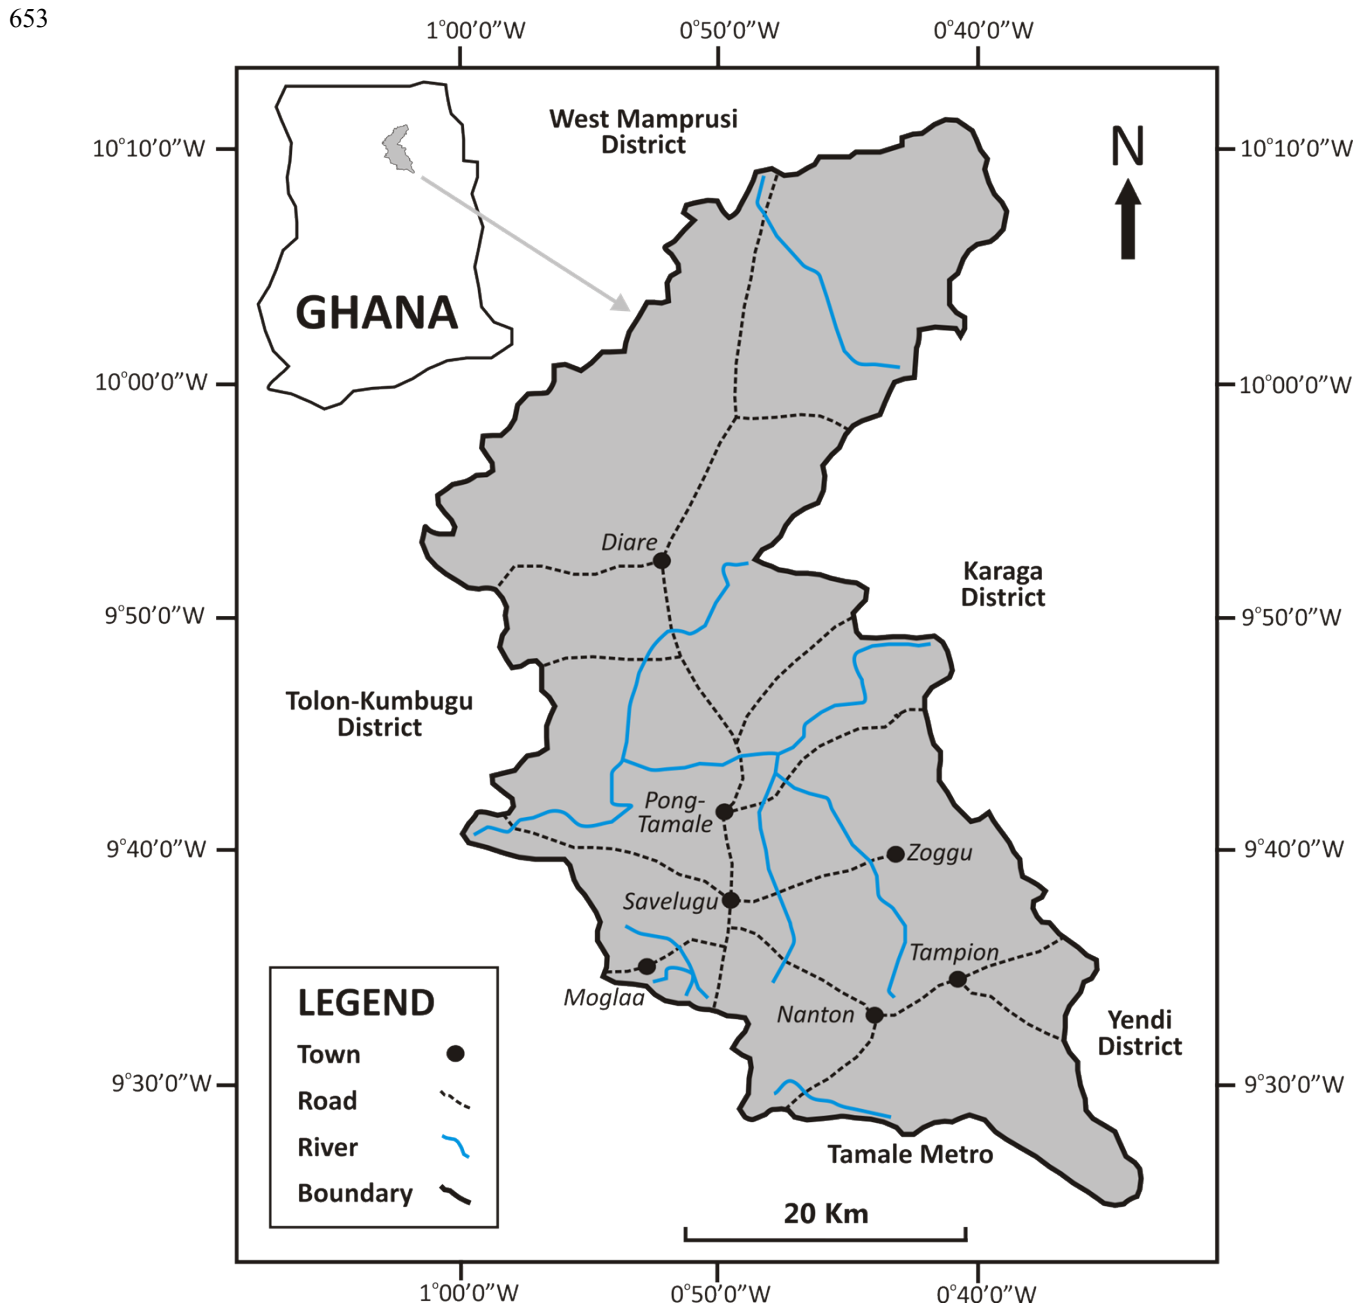 653
1°00’0”W
0°50’0”W
0°40’0”W
West Mamprusi
District
N
10°10’0”W
10°10’0”W
GHANA
10°00’0”W
10°00’0”W
Diare
Karaga
District
9°50’0”W
9°50’0”W
Tolon-Kumbugu
District
Pong-
Tamale
9°40’0”W
Zoggu
9°40’0”W
Savelugu
Tampion
Moglaa
Nanton
Yendi
District
LEGEND
Town
Road
River
Boundary
9°30’0”W
9°30’0”W
Tamale Metro
20 Km
1°00’0”W
0°50’0”W
0°40’0”W